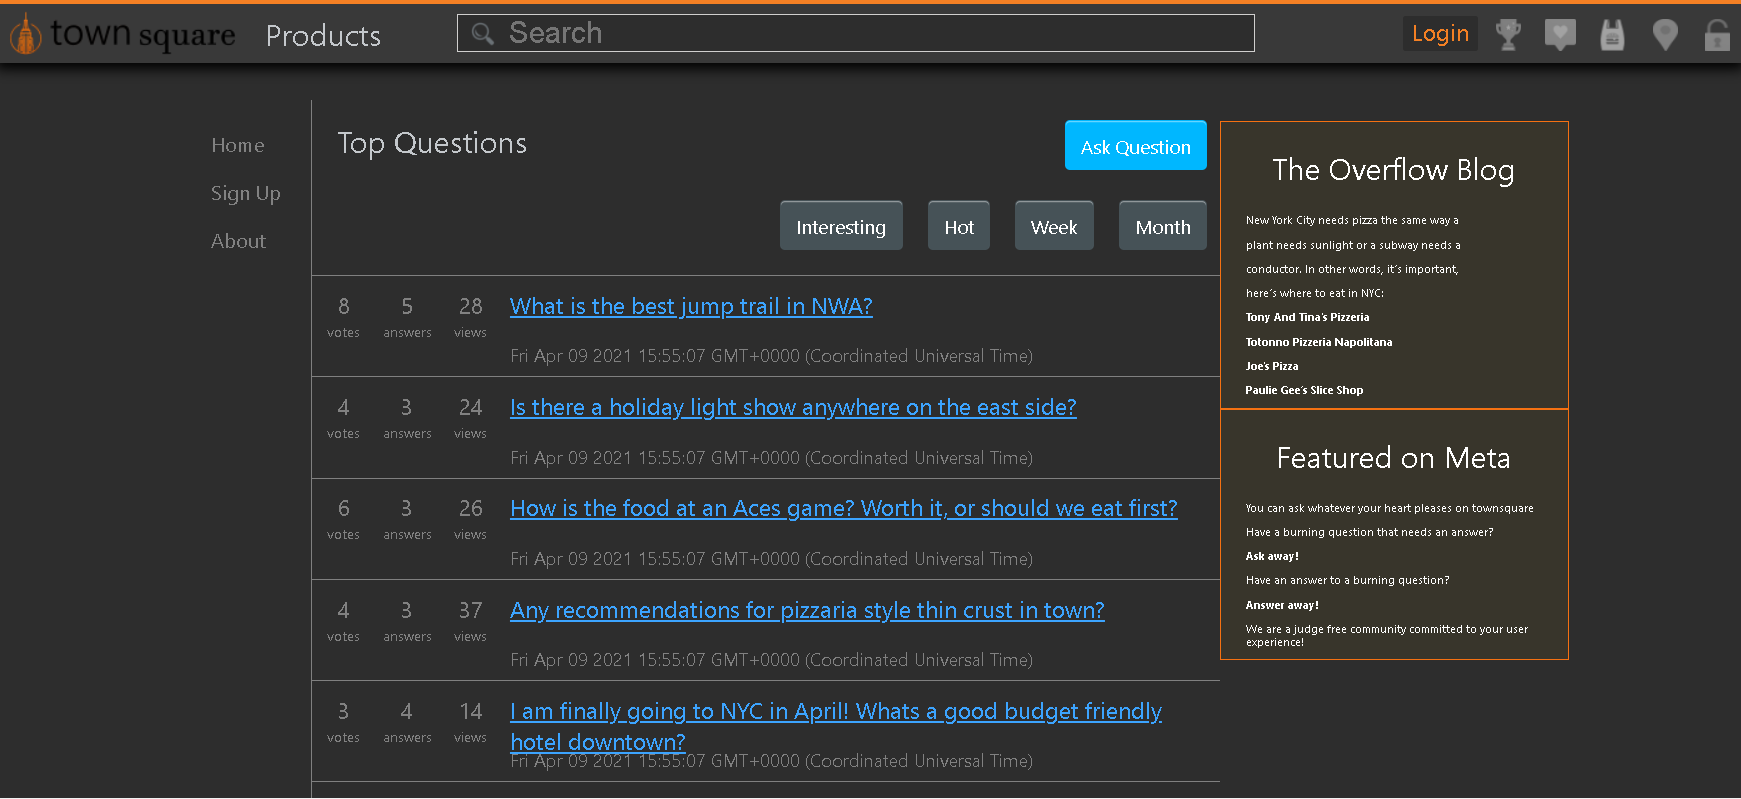 town square
Products
Search
Login
Home
Sign Up
About
Top Questions
Ask Question
Interesting
Hot
Week
Month
8 5 28
votes answers views
What is the best jump trail in NWA?
Fri Apr 09 2021 15:55:07 GMT+0000 (Coordinated Universal Time)
4 3 24
votes answers views
Is there a holiday light show anywhere on the east side?
Fri Apr 09 2021 15:55:07 GMT+0000 (Coordinated Universal Time)
6 3 26
votes answers views
How is the food at an Aces game? Worth it, or should we eat first?
Fri Apr 09 2021 15:55:07 GMT+0000 (Coordinated Universal Time)
4 3 37
votes answers views
Any recommendations for pizzaria style thin crust in town?
Fri Apr 09 2021 15:55:07 GMT+0000 (Coordinated Universal Time)
3 4 14
votes answers views
I am finally going to NYC in April! Whats a good budget friendly
hotel downtown?
Fri Apr 09 2021 15:55:07 GMT+0000 (Coordinated Universal Time)
The Overflow Blog
New York City needs pizza the same way a
plant needs sunlight or a subway needs a
conductor. In other words, it's important,
here's where to eat in NYC:
Tony And Tina's Pizzeria
Totonno Pizzeria Napolitana
Joe's Pizza
Paulie Gee's Slice Shop
Featured on Meta
You can ask whatever your heart pleases on townsquare
Have a burning question that needs an answer?
Ask away!
Have an answer to a burning question?
Answer away!
We are a judge free community committed to your user
experience!